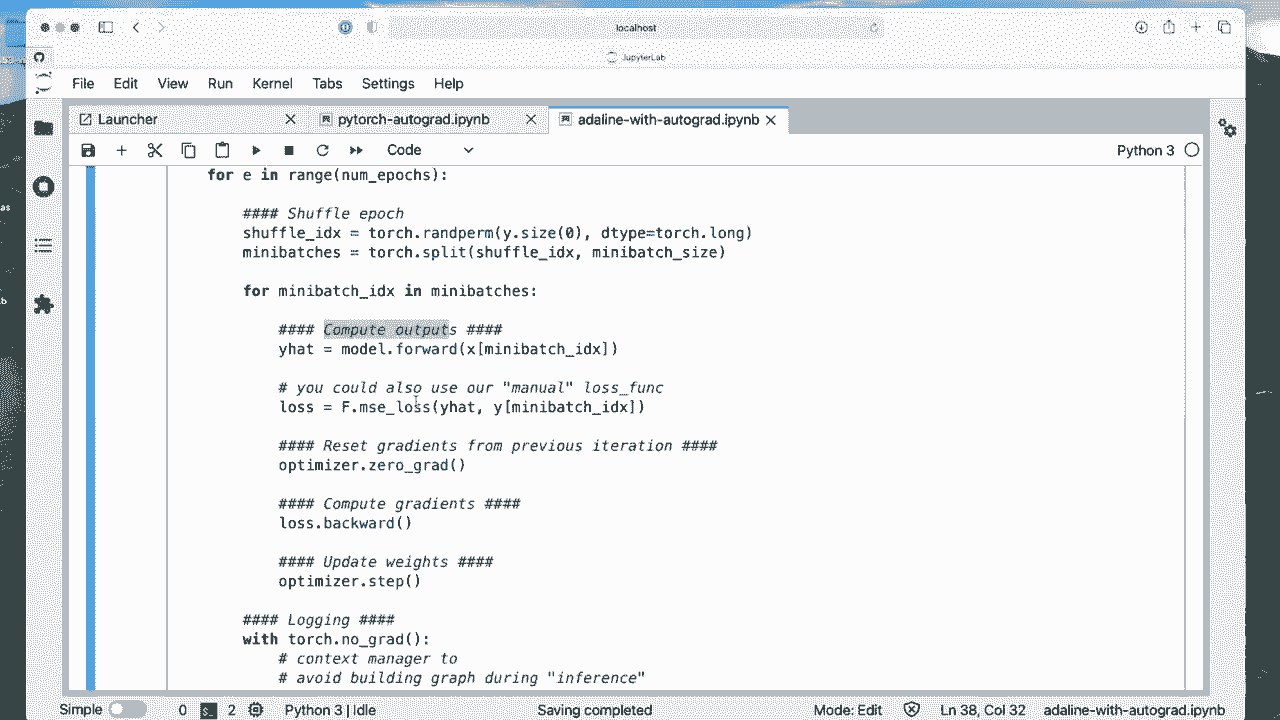 localhost
JupyterLab
File Edit View Run Kernel Tabs Settings Help
Launcher pytorch-autograd.ipynb adaline-with-autograd.ipynb
Code Python 3
for e in range(num_epochs):
#### Shuffle epoch
shuffle_idx = torch.randperm(y.size(0), dtype=torch.long)
minibatches = torch.split(shuffle_idx, minibatch_size)
for minibatch_idx in minibatches:
#### Compute outputs ####
yhat = model.forward(x[minibatch_idx])
# you could also use our "manual" loss_func
loss = F.mse_loss(yhat, y[minibatch_idx])
#### Reset gradients from previous iteration ####
optimizer.zero_grad()
#### Compute gradients ####
loss.backward()
#### Update weights ####
optimizer.step()
#### Logging ####
with torch.no_grad():
# context manager to
# avoid building graph during "inference"
Simple 0 2 Python 3 | Idle Saving completed Mode: Edit Ln 38, Col 32 adaline-with-autograd.ipynb